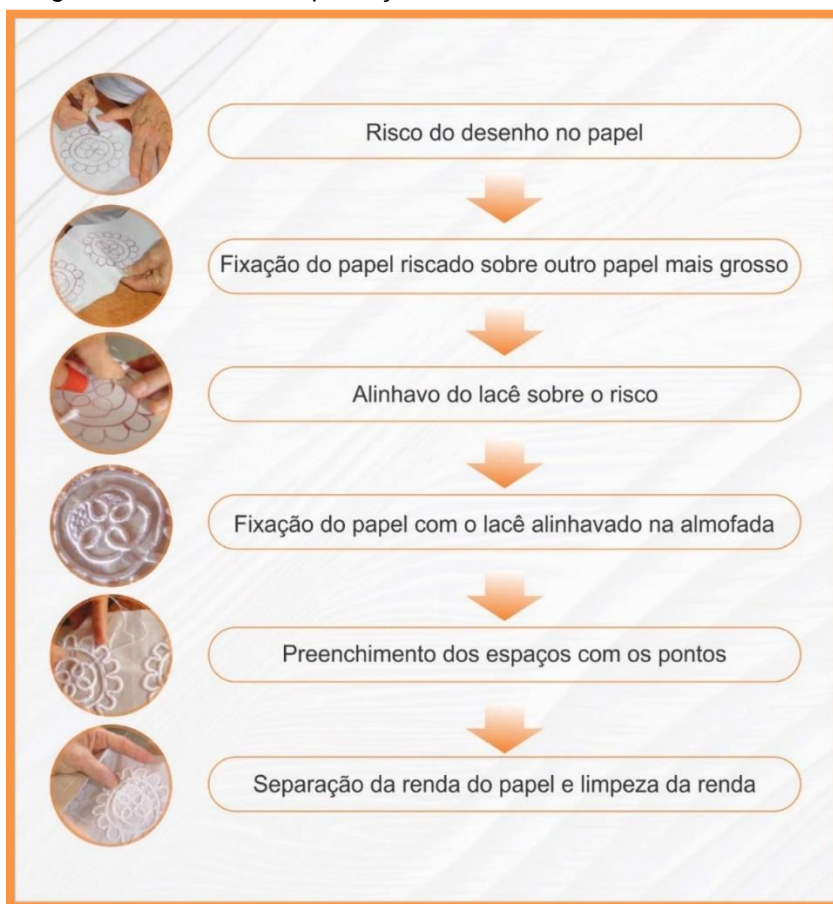 Risco do desenho no papel
Fixação do papel riscado sobre outro papel mais grosso
Alinhavo do lacê sobre o risco
Fixação do papel com o lacê alinhavado na almofada
Preenchimento dos espaços com os pontos
Separação da renda do papel e limpeza da renda